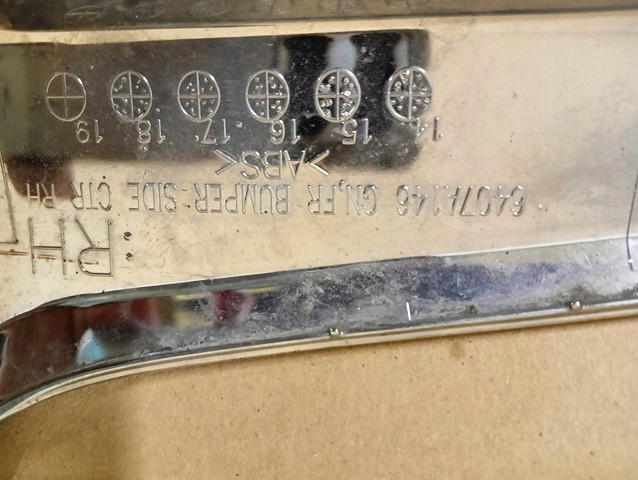 RH
6407A146 GN,FR BUMPER SIDE CTR RH
>ABS<
14 15 16 17 18 19